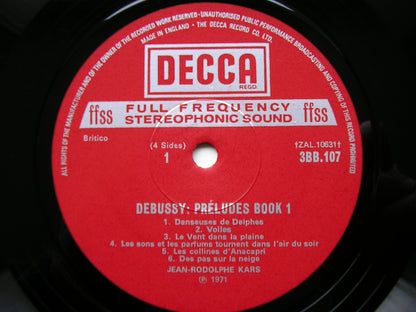 ALL RIGHTS OF THE MANUFACTURER AND OF THE OWNER OF THE RECORDED WORK RESERVED · UNAUTHORISED PUBLIC PERFORMANCE BROADCASTING AND COPYING OF THIS RECORD PROHIBITED
MADE IN ENGLAND · THE DECCA RECORD CO. LTD.
DECCA
REGD.
ffss FULL FREQUENCY ffss
STEREOPHONIC SOUND
Britico (4 Sides) †ZAL.10631†
1 3BB.107
DEBUSSY: PRÉLUDES BOOK 1
1. Danseuses de Delphes
2. Voiles
3. Le Vent dans la plaine
4. Les sons et les parfums tournent dans l'air du soir
5. Les collines d'Anacapri
6. Des pas sur la neige
JEAN-RODOLPHE KARS
Ⓟ 1971